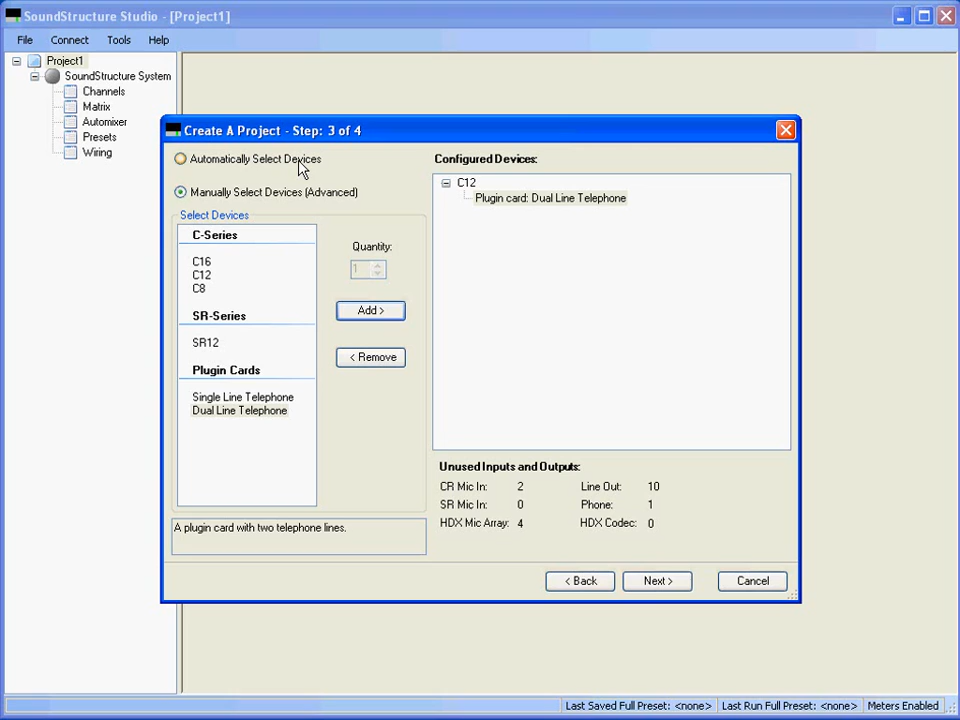 SoundStructure Studio - [Project1]
File Connect Tools Help
Project1
SoundStructure System
Channels
Matrix
Automixer
Presets
Wiring
Create A Project - Step: 3 of 4
Automatically Select Devices
Manually Select Devices (Advanced)
Select Devices
C-Series
C16
C12
C8
SR-Series
SR12
Plugin Cards
Single Line Telephone
Dual Line Telephone
Quantity:
1
Add >
< Remove
A plugin card with two telephone lines.
Configured Devices:
C12
Plugin card: Dual Line Telephone
Unused Inputs and Outputs:
CR Mic In: 2 Line Out: 10
SR Mic In: 0 Phone: 1
HDX Mic Array: 4 HDX Codec: 0
< Back Next > Cancel
Last Saved Full Preset: <none> Last Run Full Preset: <none> Meters Enabled